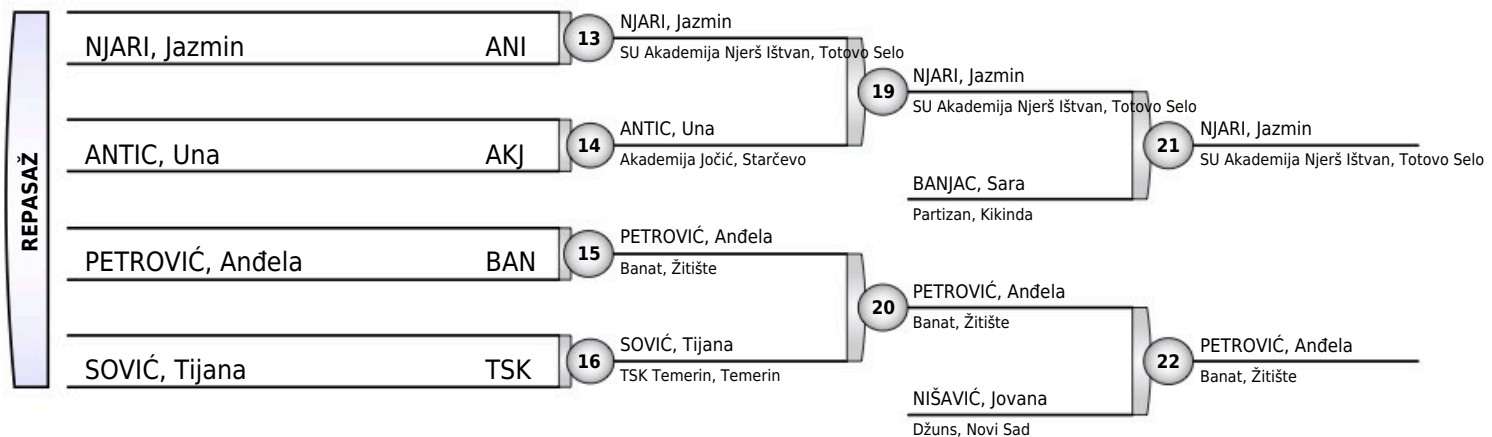 REPASAŽ
NJARI, Jazmin ANI
ANTIC, Una AKJ
PETROVIĆ, Anđela BAN
SOVIĆ, Tijana TSK
13
NJARI, Jazmin
SU Akademija Njerš Ištvan, Totovo Selo
14
ANTIC, Una
Akademija Jočić, Starčevo
15
PETROVIĆ, Anđela
Banat, Žitište
16
SOVIĆ, Tijana
TSK Temerin, Temerin
19
NJARI, Jazmin
SU Akademija Njerš Ištvan, Totovo Selo
BANJAC, Sara
Partizan, Kikinda
20
PETROVIĆ, Anđela
Banat, Žitište
NIŠAVIĆ, Jovana
Džuns, Novi Sad
21
NJARI, Jazmin
SU Akademija Njerš Ištvan, Totovo Selo
22
PETROVIĆ, Anđela
Banat, Žitište